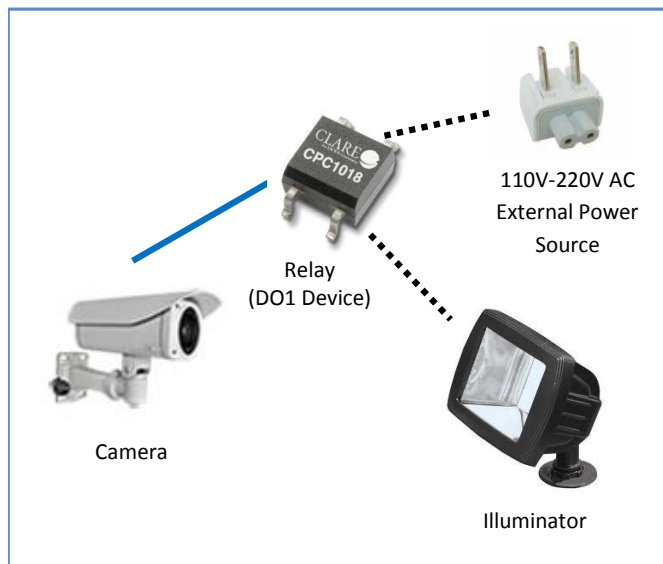 CLARE
CPC1018
110V-220V AC
External Power
Source
Relay
(DO1 Device)
Camera
Illuminator